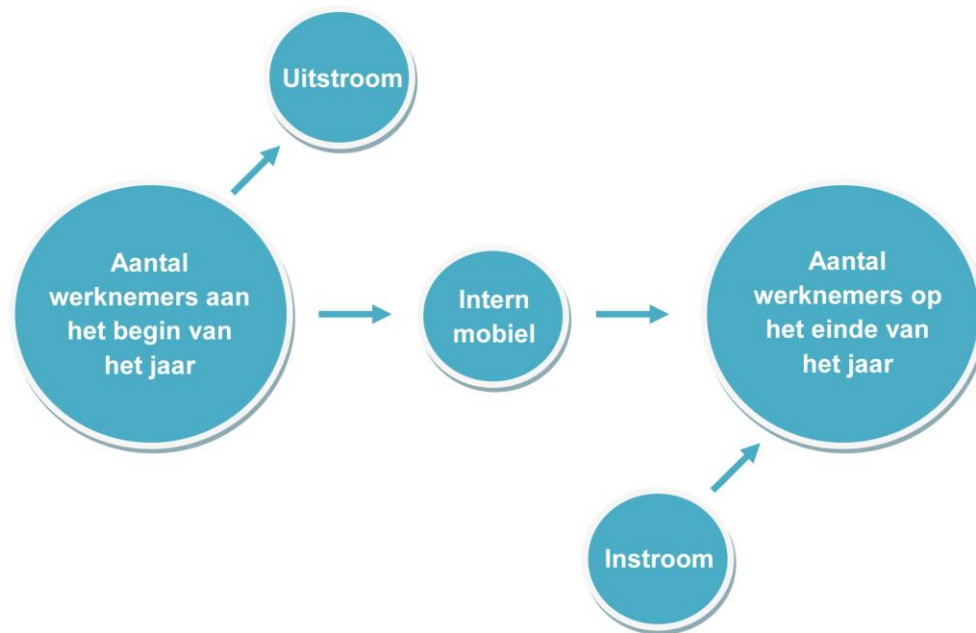 Uitstroom
Aantal
werknemers aan
het begin van
het jaar
Intern
mobiel
Aantal
werknemers op
het einde van
het jaar
Instroom